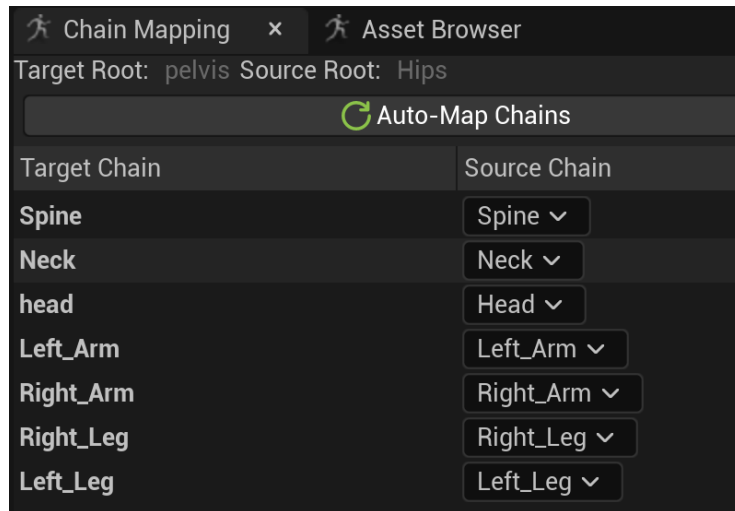 Chain Mapping × Asset Browser
Target Root: pelvis Source Root: Hips
Auto-Map Chains
Target Chain Source Chain
Spine Spine
Neck Neck
head Head
Left_Arm Left_Arm
Right_Arm Right_Arm
Right_Leg Right_Leg
Left_Leg Left_Leg